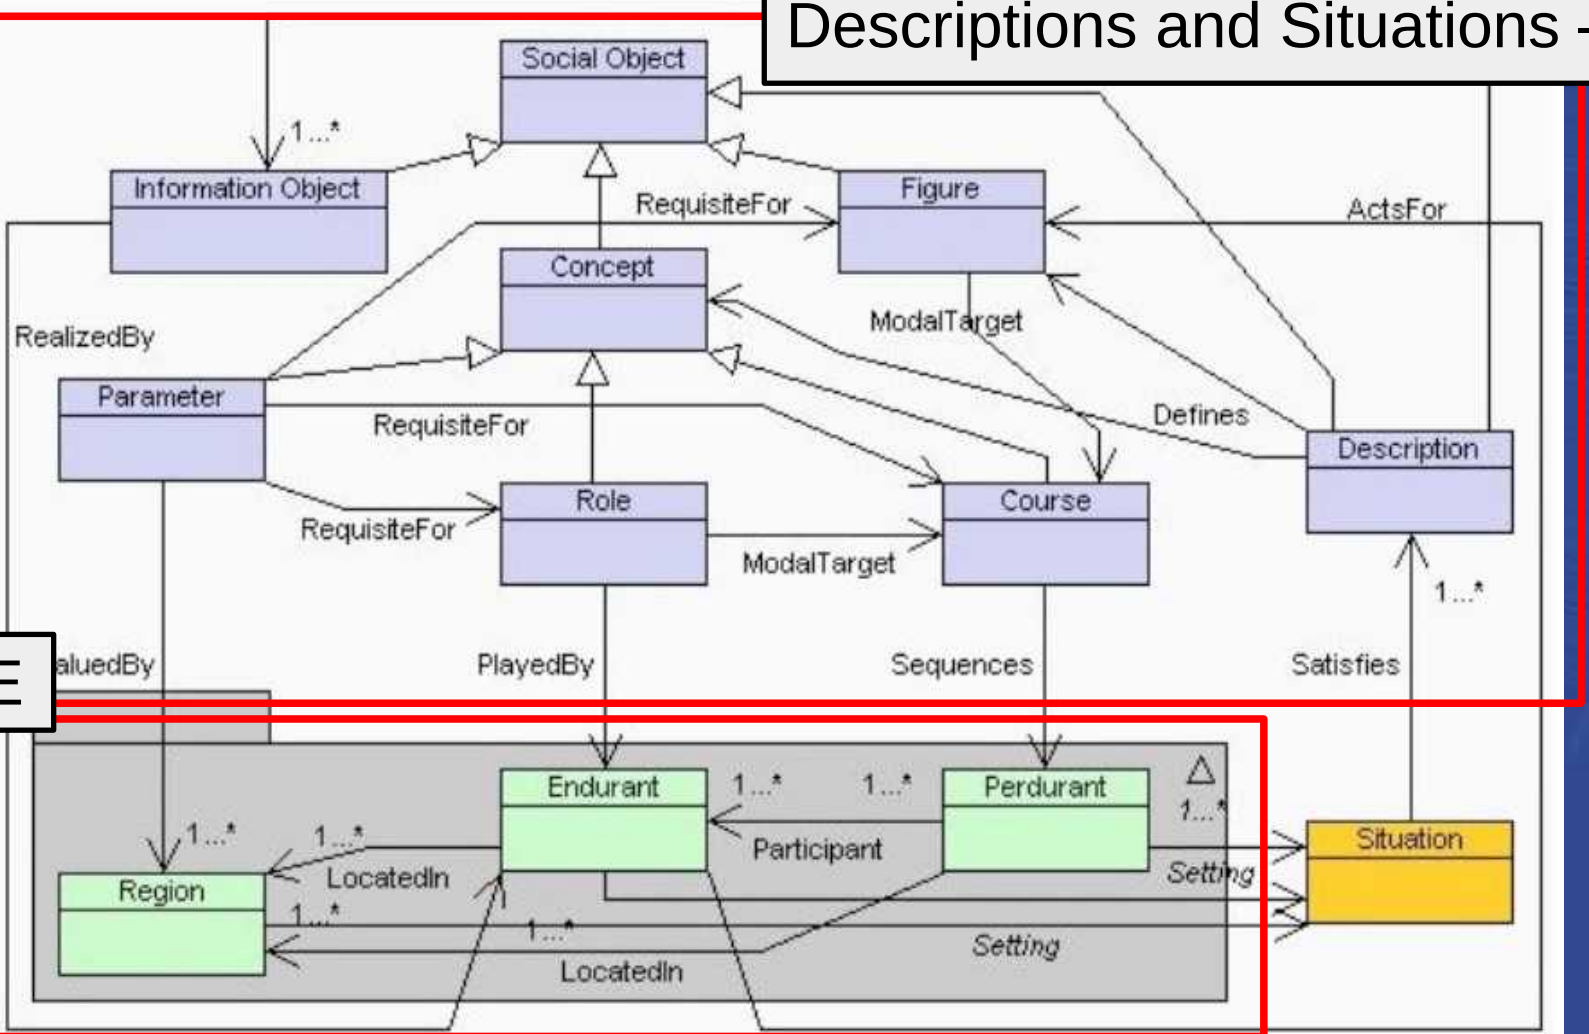 Descriptions and Situations -
Social Object
1...*
Information Object
Figure
RequisiteFor
ActsFor
Concept
ModalTarget
RealizedBy
Parameter
Defines
RequisiteFor
Description
Role
Course
RequisiteFor
ModalTarget
1...*
E
aluedBy
PlayedBy
Sequences
Satisfies
Endurant
1...*
1...*
Perdurant
1...*
1...*
1...*
Participant
Situation
LocatedIn
Setting
Region
1...*
1...*
Setting
LocatedIn